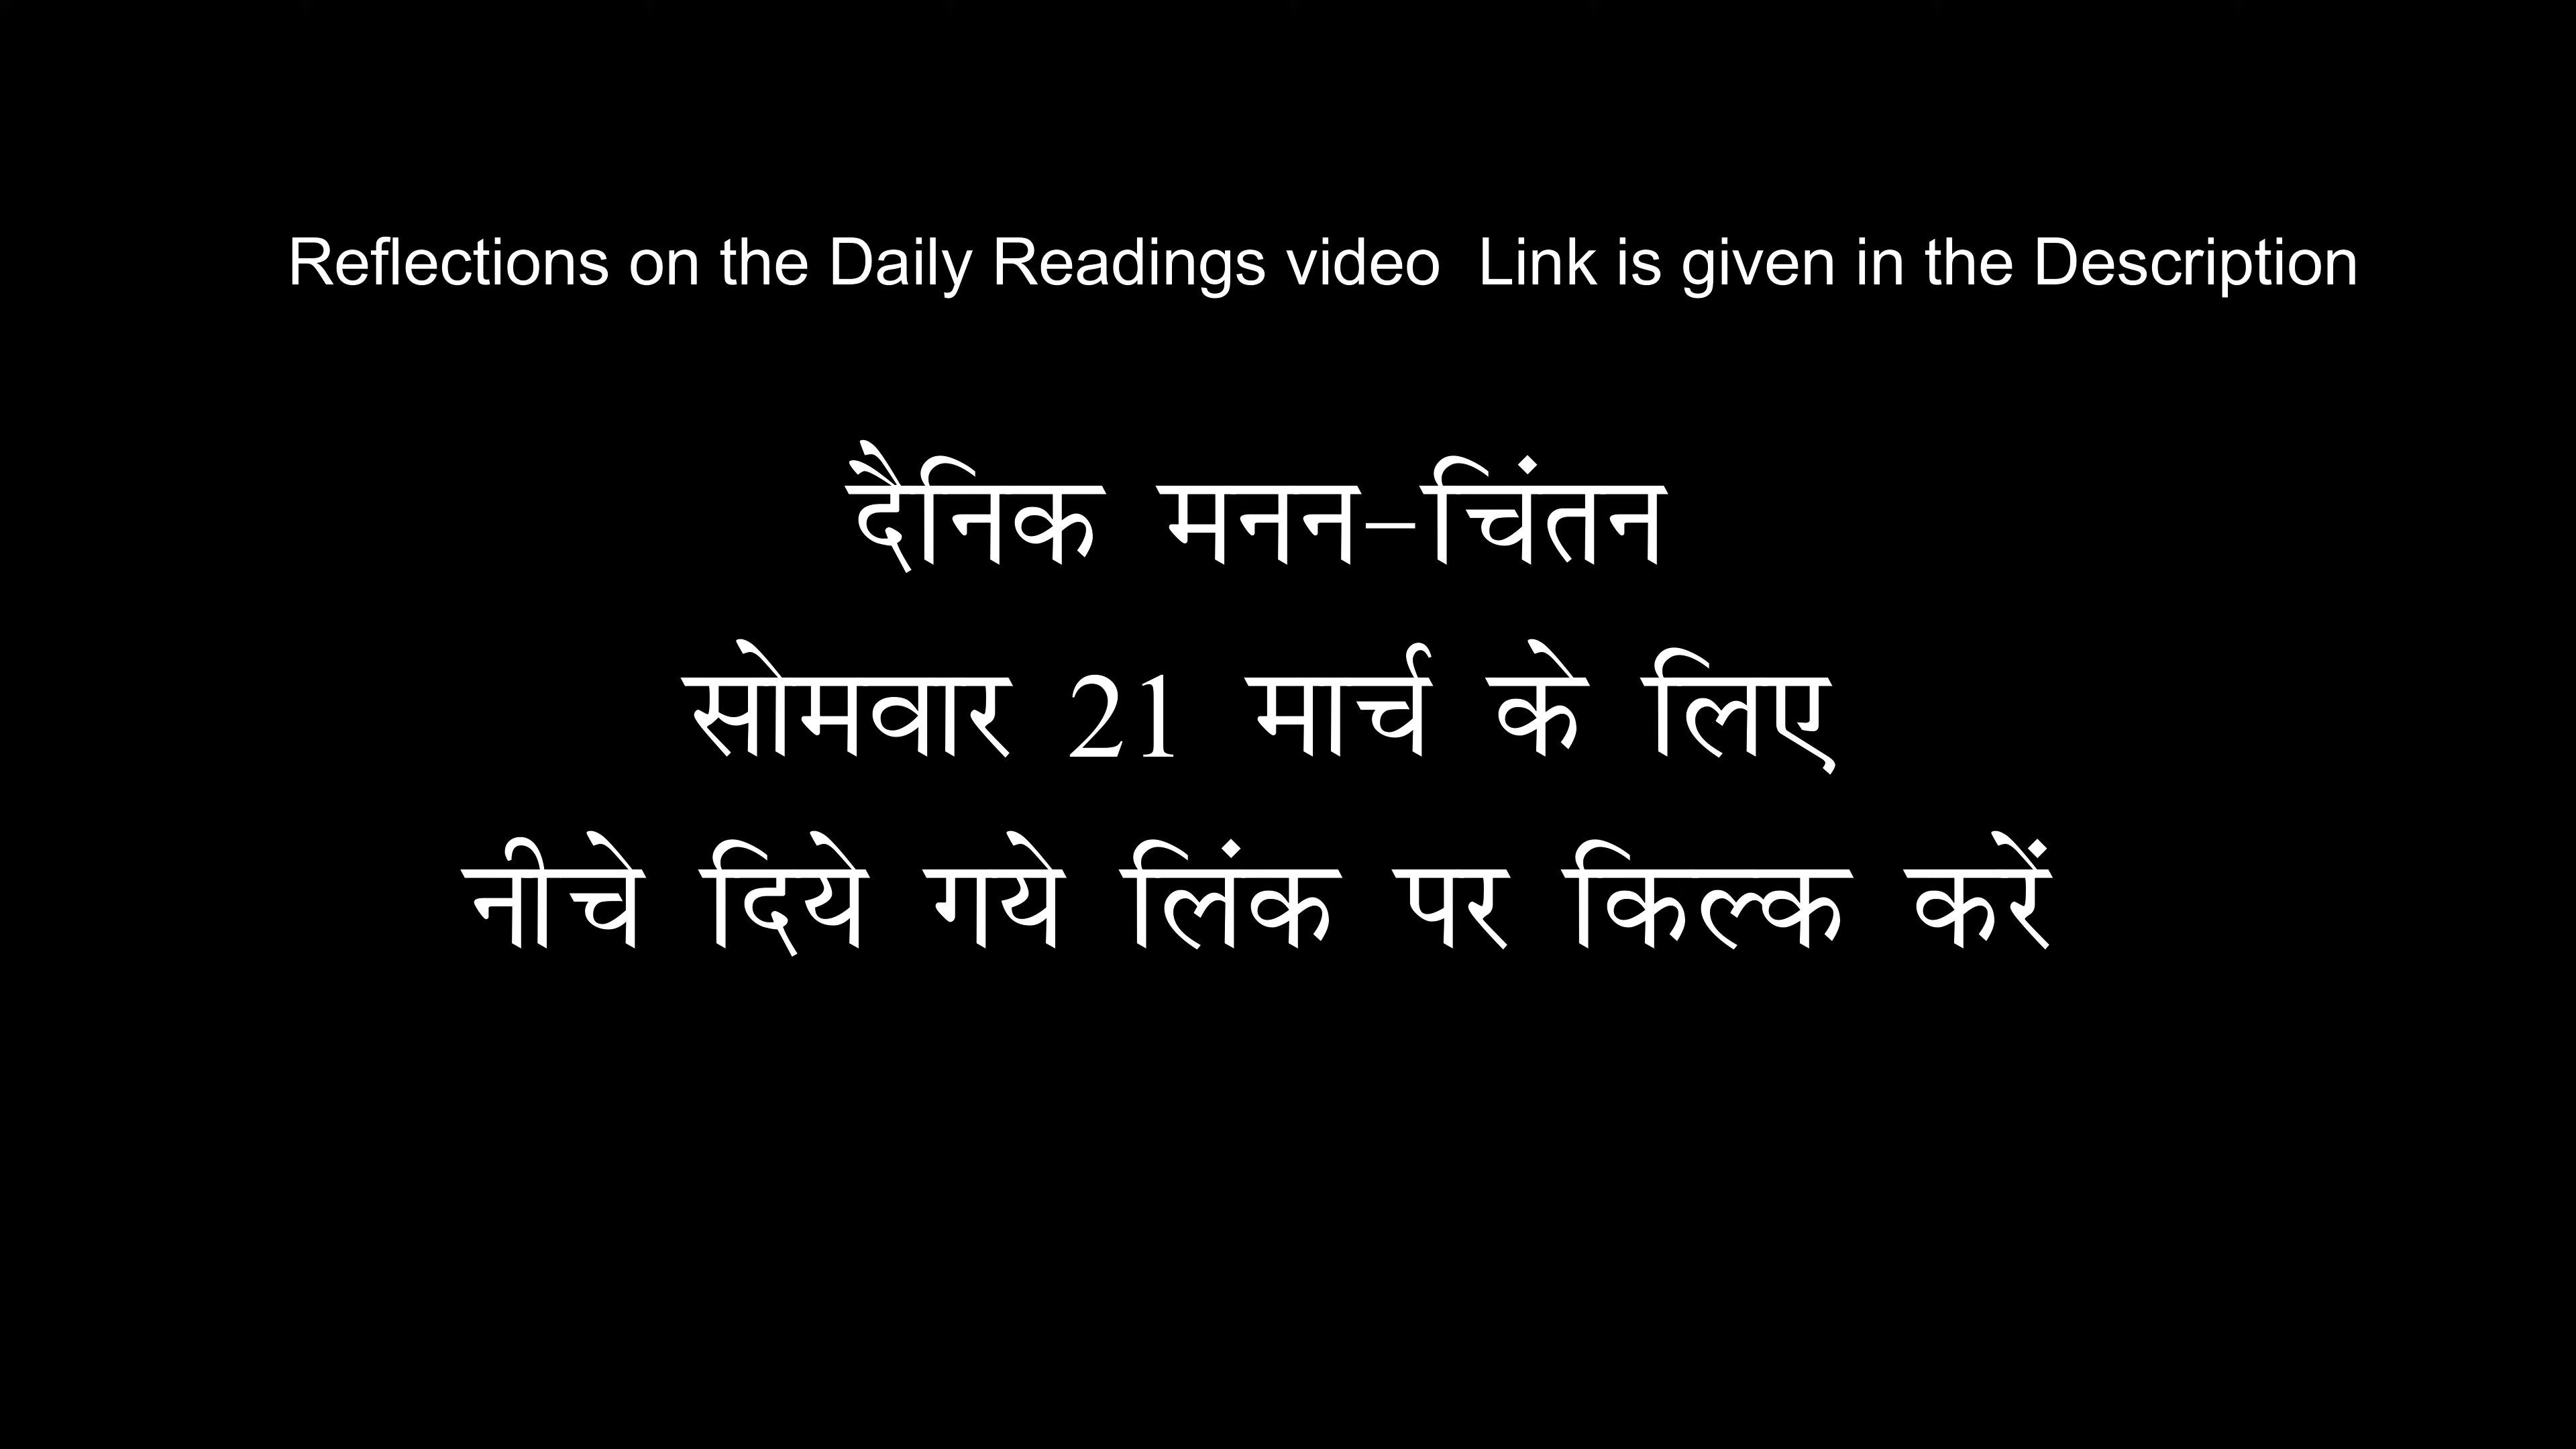 Reflections on the Daily Readings video  Link is given in the Description
दैनिक मनन-चिंतन
सोमवार 21 मार्च के लिए
नीचे दिये गये लिंक पर किल्क करें